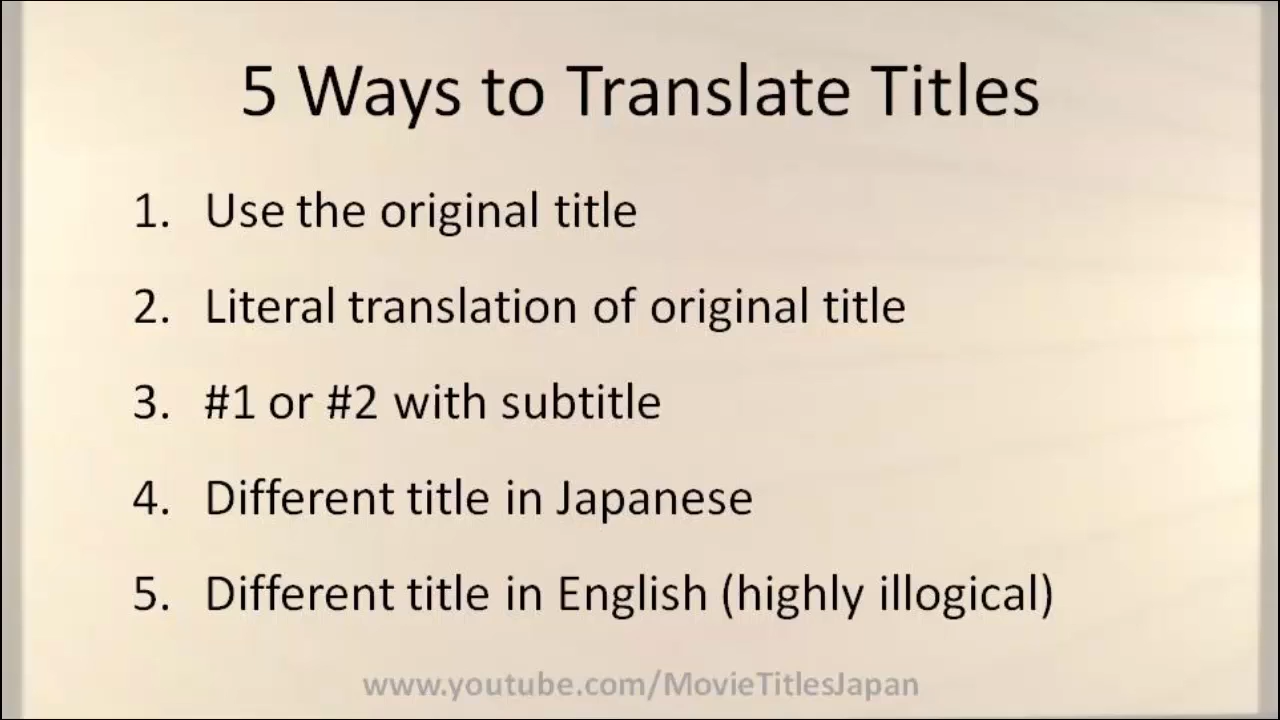 5 Ways to Translate Titles
1. Use the original title
2. Literal translation of original title
3. #1 or #2 with subtitle
4. Different title in Japanese
5. Different title in English (highly illogical)
www.youtube.com/MovieTitlesJapan